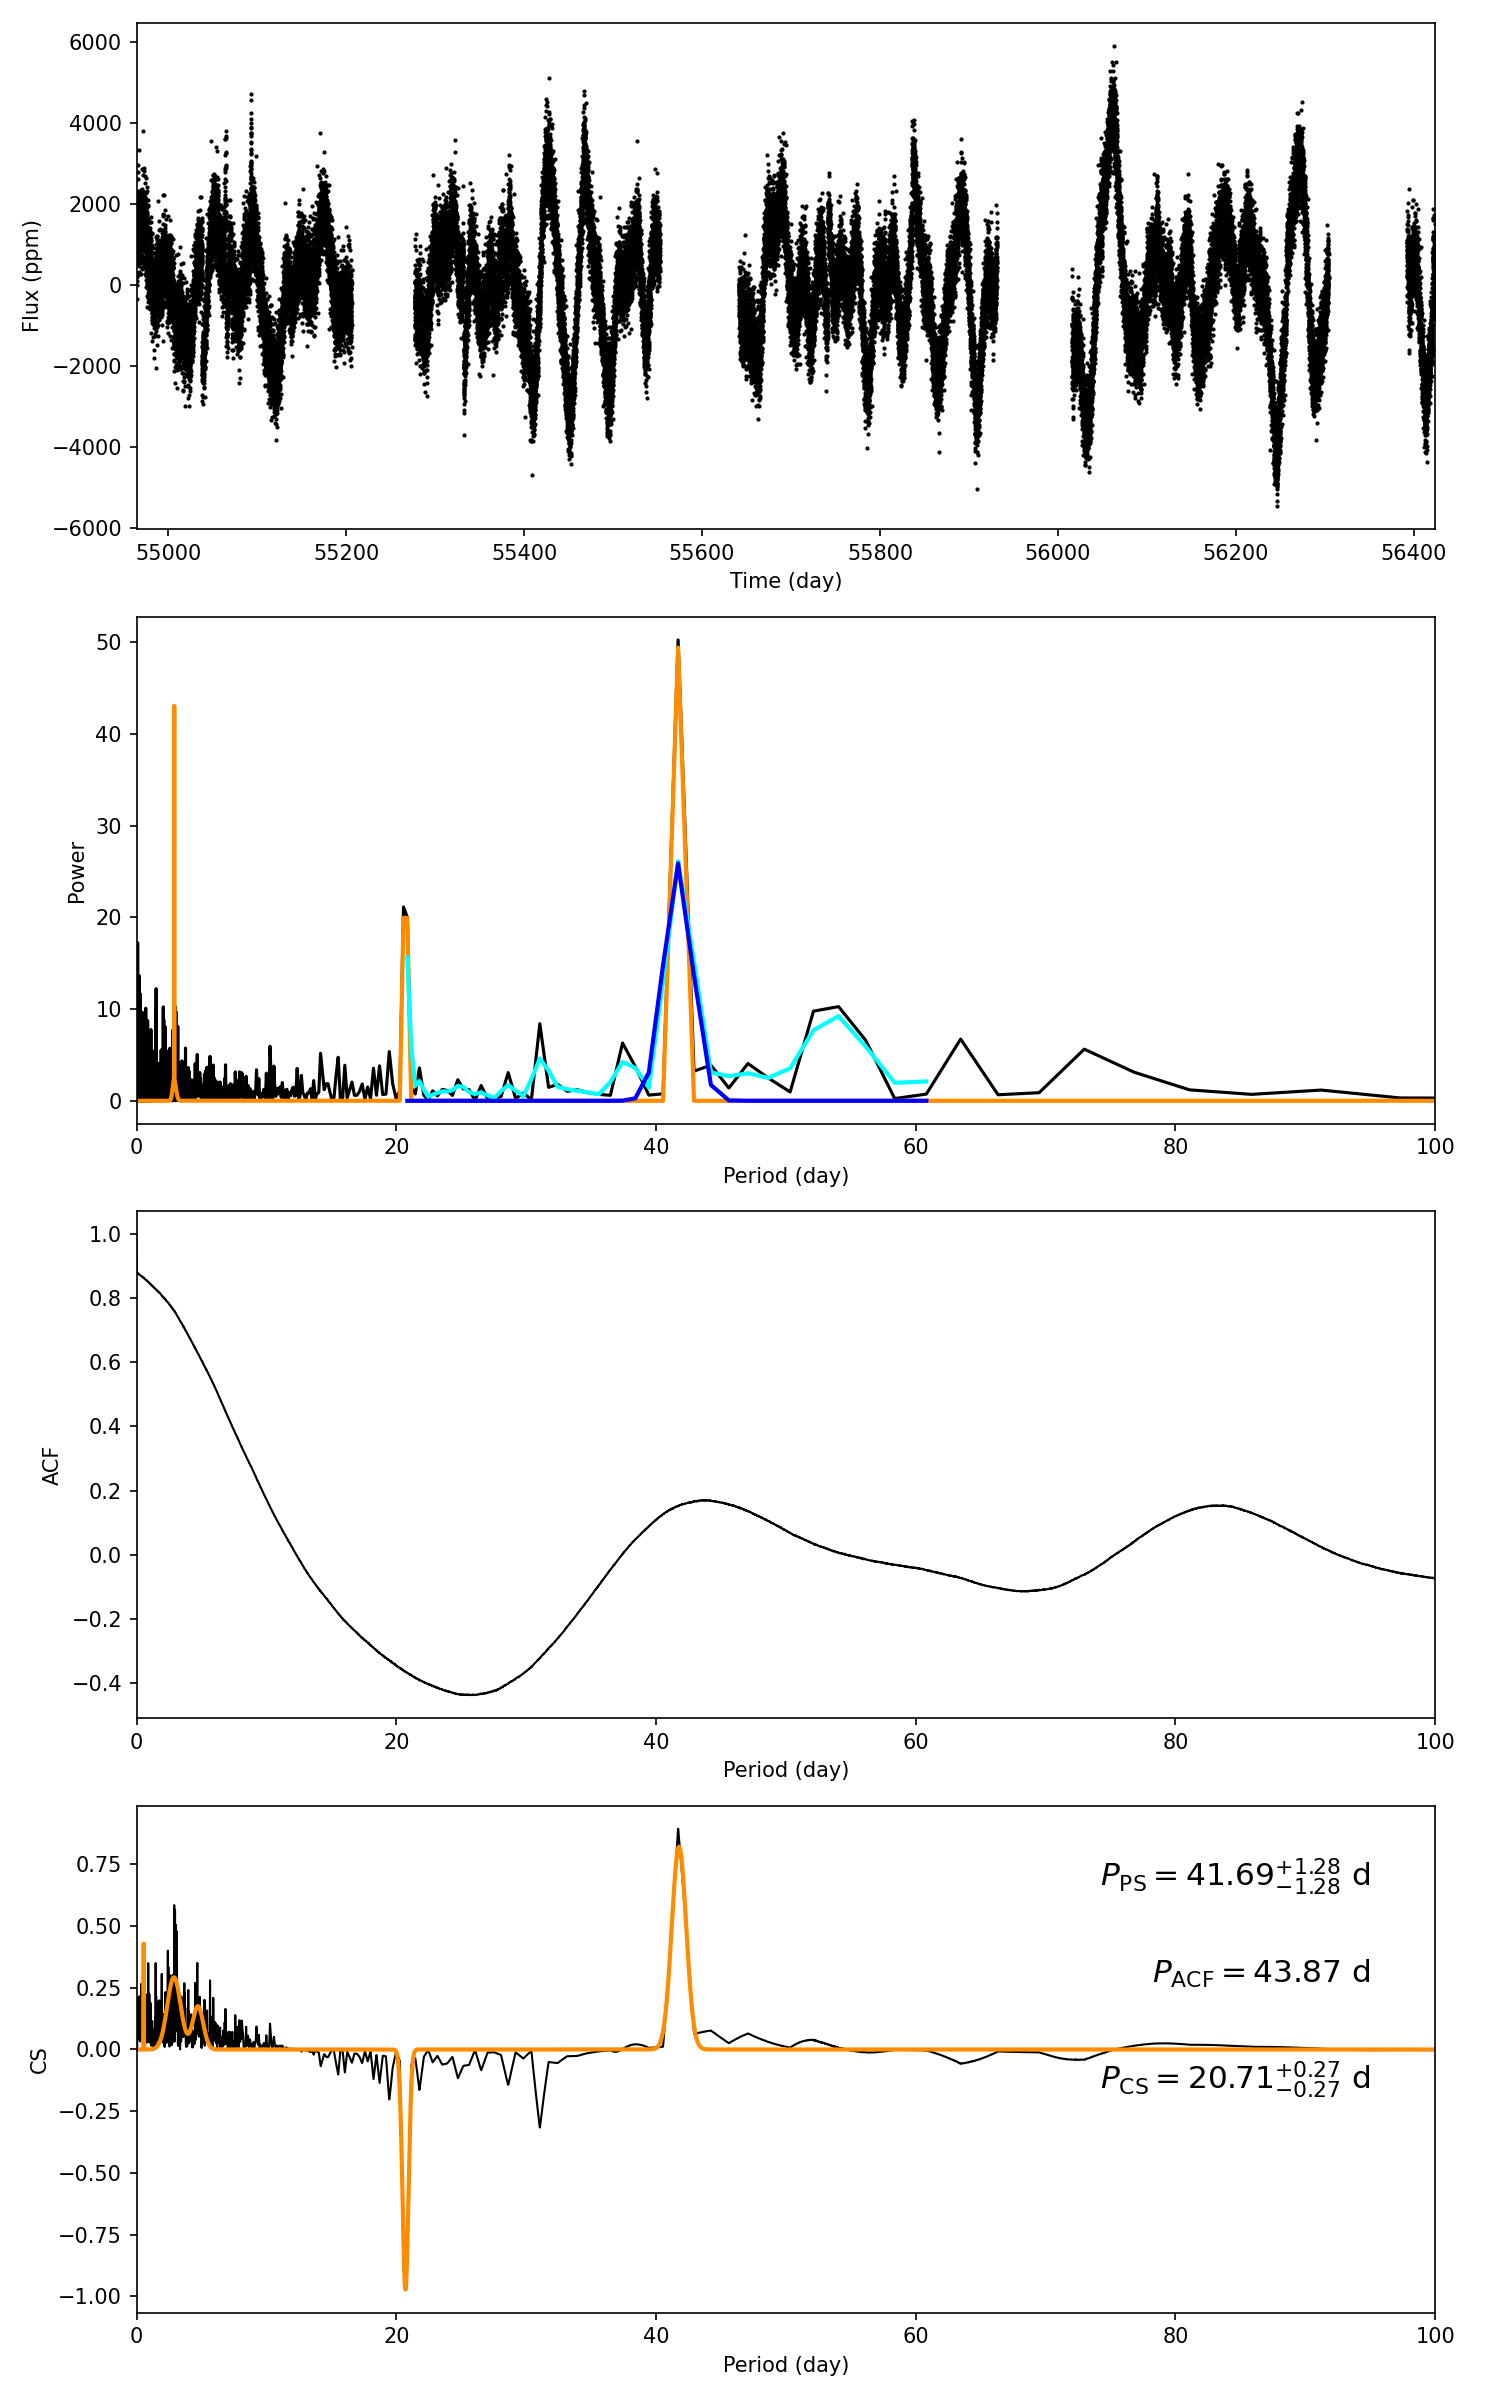 6000
4000
2000
0
−2000
−4000
−6000
Flux (ppm)
55000 55200 55400 55600 55800 56000 56200 56400
Time (day)
50
40
30
20
10
0
Power
0 20 40 60 80 100
Period (day)
1.0
0.8
0.6
0.4
0.2
0.0
−0.2
−0.4
ACF
0 20 40 60 80 100
Period (day)
0.75
0.50
0.25
0.00
−0.25
−0.50
−0.75
−1.00
CS
P_PS = 41.69^{+1.28}_{−1.28} d
P_ACF = 43.87 d
P_CS = 20.71^{+0.27}_{−0.27} d
0 20 40 60 80 100
Period (day)